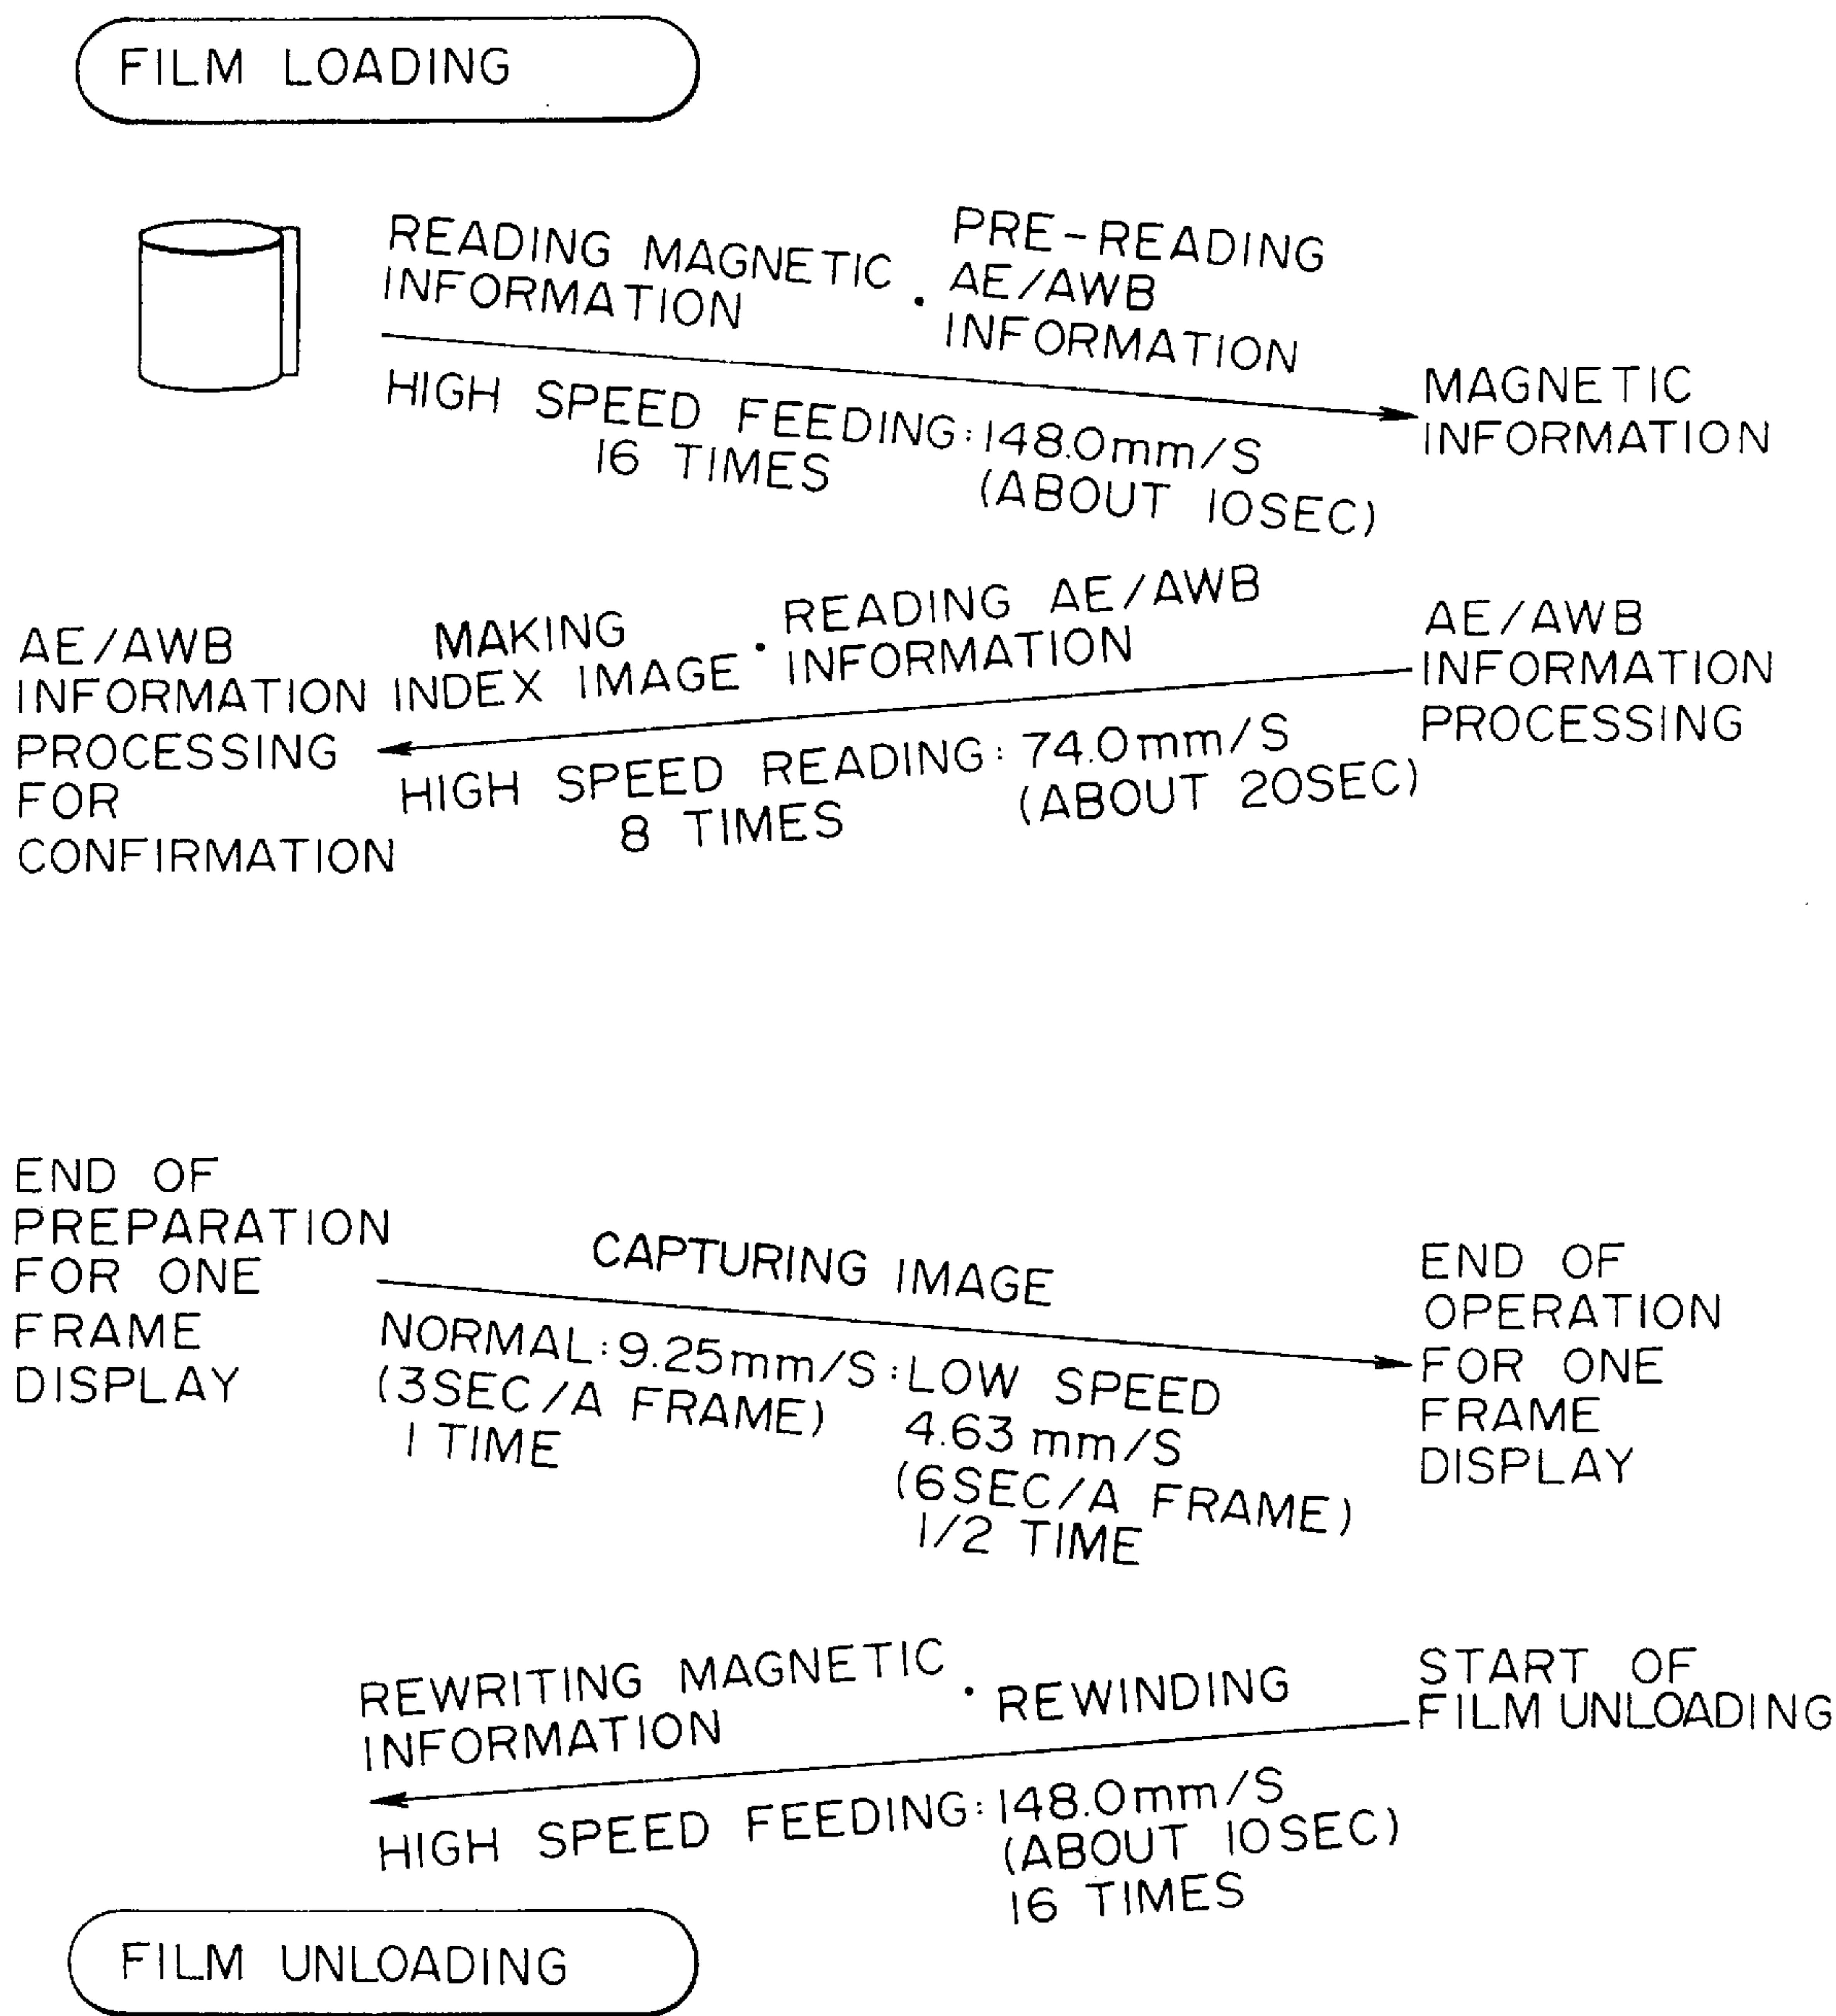 FILM LOADING
READING MAGNETIC
INFORMATION
·
PRE-READING
AE/AWB
INFORMATION
HIGH SPEED FEEDING:148.0mm/S
16 TIMES
(ABOUT 10SEC)
MAGNETIC
INFORMATION
AE/AWB
INFORMATION
PROCESSING
FOR
CONFIRMATION
MAKING
INDEX IMAGE
·
READING AE/AWB
INFORMATION
HIGH SPEED READING: 74.0mm/S
8 TIMES
(ABOUT 20SEC)
AE/AWB
INFORMATION
PROCESSING
END OF
PREPARATION
FOR ONE
FRAME
DISPLAY
CAPTURING IMAGE
NORMAL:9.25mm/S:LOW SPEED
(3SEC/A FRAME)
1 TIME
4.63 mm/S
(6SEC/A FRAME)
1/2 TIME
END OF
OPERATION
FOR ONE
FRAME
DISPLAY
REWRITING MAGNETIC
INFORMATION
· REWINDING
START OF
FILM UNLOADING
HIGH SPEED FEEDING:148.0mm/S
(ABOUT 10SEC)
16 TIMES
FILM UNLOADING